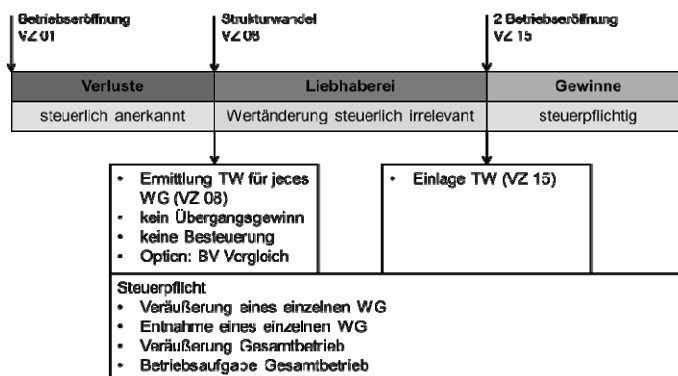 Betriebseröffnung
VZ 01
Strukturwandel
VZ 08
2 Betriebseröffnung
VZ 15
Verluste
Liebhaberei
Gewinne
steuerlich anerkannt
Wertänderung steuerlich irrelevant
steuerpflichtig
• Ermittlung TW für jeces
WG (VZ 08)
• kein Übergangsgewinn
• keine Besteuerung
• Option: BV Vergleich
• Einlage TW (VZ 15)
Steuerpflicht
• Veräußerung eines einzelnen WG
• Entnahme eines einzelnen WG
• Veräußerung Gesamtbetrieb
• Betriebsaufgabe Gesamtbetrieb